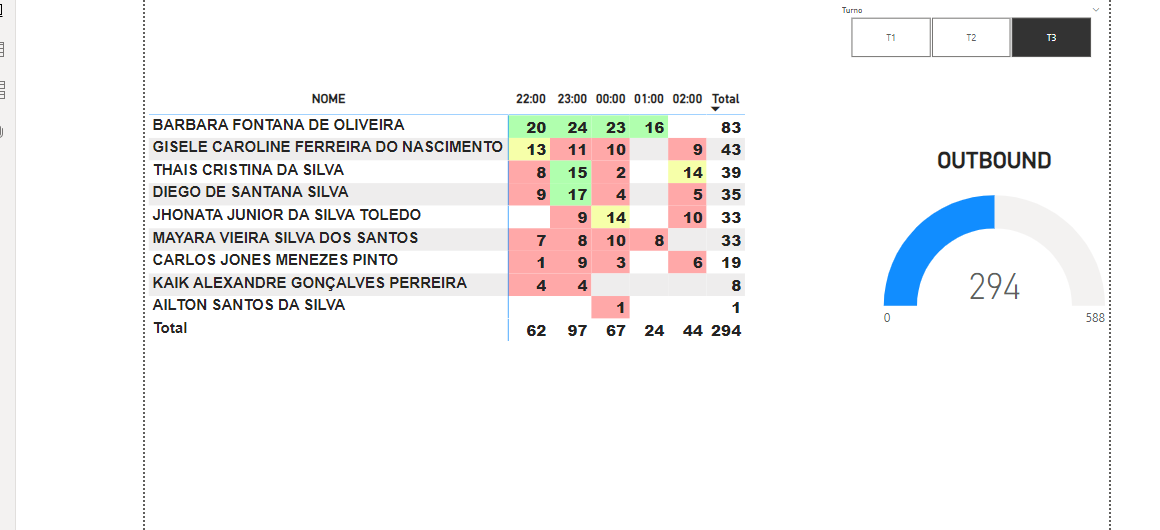 Turno
T1 T2 T3
NOME 22:00 23:00 00:00 01:00 02:00 Total
BARBARA FONTANA DE OLIVEIRA 20 24 23 16 83
GISELE CAROLINE FERREIRA DO NASCIMENTO 13 11 10 9 43
THAIS CRISTINA DA SILVA 8 15 2 14 39
DIEGO DE SANTANA SILVA 9 17 4 5 35
JHONATA JUNIOR DA SILVA TOLEDO 9 14 10 33
MAYARA VIEIRA SILVA DOS SANTOS 7 8 10 8 33
CARLOS JONES MENEZES PINTO 1 9 3 6 19
KAIK ALEXANDRE GONÇALVES PERREIRA 4 4 8
AILTON SANTOS DA SILVA 1 1
Total 62 97 67 24 44 294
OUTBOUND
294
0 588